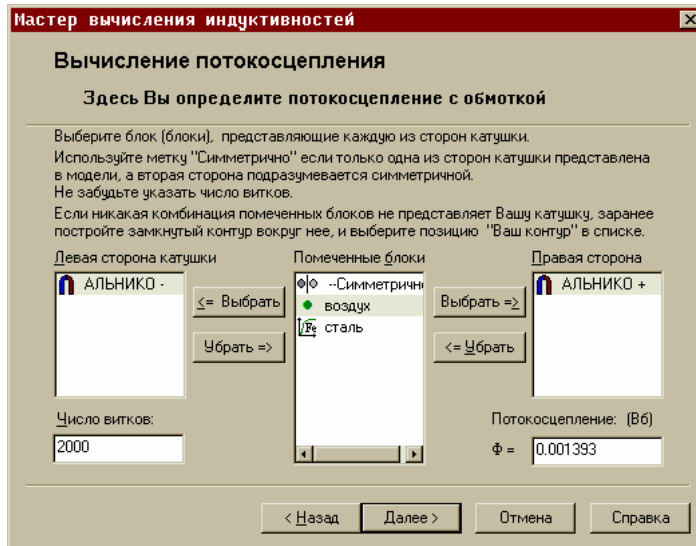 Мастер вычисления индуктивностей
Вычисление потокосцепления
Здесь Вы определите потокосцепление с обмоткой
Выберите блок (блоки), представляющие каждую из сторон катушки.
Используйте метку "Симметрично" если только одна из сторон катушки представлена
в модели, а вторая сторона подразумевается симметричной.
Не забудьте указать число витков.
Если никакая комбинация помеченных блоков не представляет Вашу катушку, заранее
постройте замкнутый контур вокруг нее, и выберите позицию "Ваш контур" в списке.
Левая сторона катушки
Помеченные блоки
Правая сторона
АЛЬНИКО -
<= Выбрать
--Симметричн
Выбрать =>
АЛЬНИКО +
воздух
Fe сталь
Убрать =>
<= Убрать
Число витков:
Потокосцепление: (Вб)
2000
Φ =
0.001393
< Назад
Далее >
Отмена
Справка